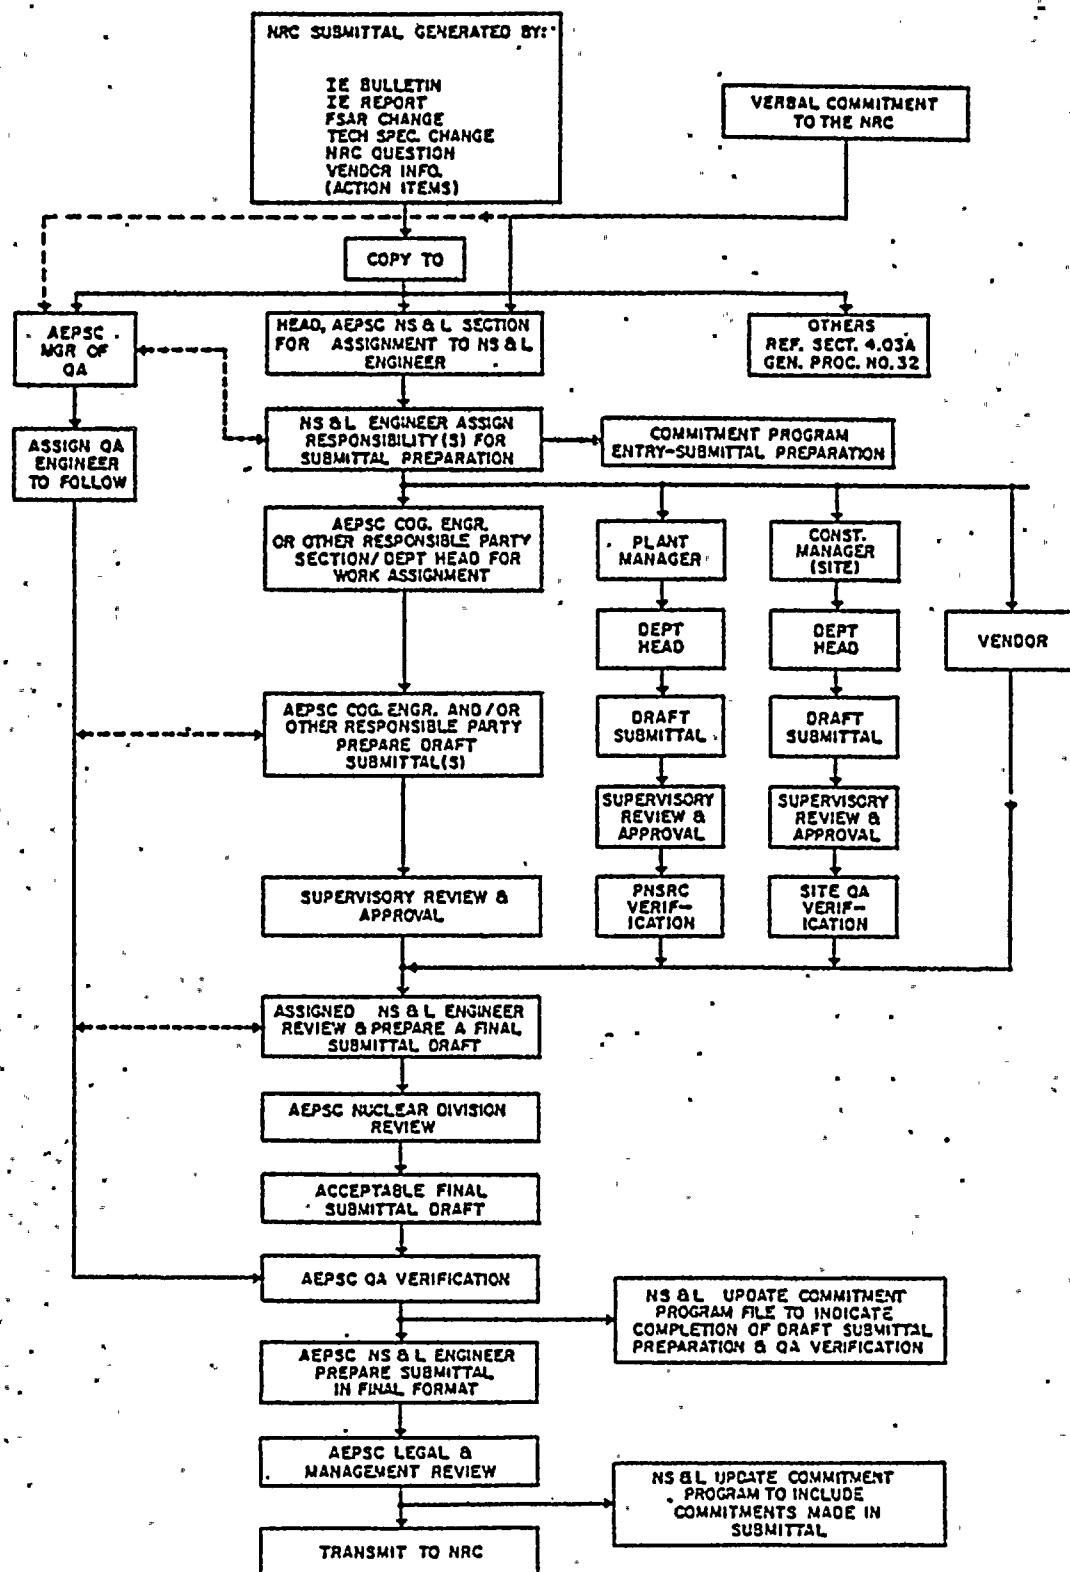 NRC SUBMITTAL GENERATED BY:
IE BULLETIN
IE REPORT
FSAR CHANGE
TECH SPEC. CHANGE
NRC QUESTION
VENDOR INFO.
(ACTION ITEMS)
VERBAL COMMITMENT
TO THE NRC
COPY TO
AEPSC
MGR OF
QA
HEAD, AEPSC NS & L SECTION
FOR ASSIGNMENT TO NS & L
ENGINEER
OTHERS
REF. SECT. 4.03A
GEN. PROC. NO. 32
ASSIGN QA
ENGINEER
TO FOLLOW
NS & L ENGINEER ASSIGN
RESPONSIBILITY(S) FOR
SUBMITTAL PREPARATION
COMMITMENT PROGRAM
ENTRY-SUBMITTAL PREPARATION
AEPSC COG. ENGR.
OR OTHER RESPONSIBLE PARTY
SECTION/DEPT HEAD FOR
WORK ASSIGNMENT
PLANT
MANAGER
CONST.
MANAGER
(SITE)
DEPT
HEAD
DEPT
HEAD
VENDOR
AEPSC COG. ENGR. AND/OR
OTHER RESPONSIBLE PARTY
PREPARE DRAFT
SUBMITTAL(S)
DRAFT
SUBMITTAL
DRAFT
SUBMITTAL
SUPERVISORY
REVIEW &
APPROVAL
SUPERVISORY
REVIEW &
APPROVAL
SUPERVISORY REVIEW &
APPROVAL
PNSRC
VERIF-
ICATION
SITE QA
VERIF-
ICATION
ASSIGNED NS & L ENGINEER
REVIEW & PREPARE A FINAL
SUBMITTAL DRAFT
AEPSC NUCLEAR DIVISION
REVIEW
ACCEPTABLE FINAL
SUBMITTAL DRAFT
AEPSC QA VERIFICATION
NS & L UPDATE COMMITMENT
PROGRAM FILE TO INDICATE
COMPLETION OF DRAFT SUBMITTAL
PREPARATION & QA VERIFICATION
AEPSC NS & L ENGINEER
PREPARE SUBMITTAL
IN FINAL FORMAT
AEPSC LEGAL &
MANAGEMENT REVIEW
NS & L UPDATE COMMITMENT
PROGRAM TO INCLUDE
COMMITMENTS MADE IN
SUBMITTAL
TRANSMIT TO NRC